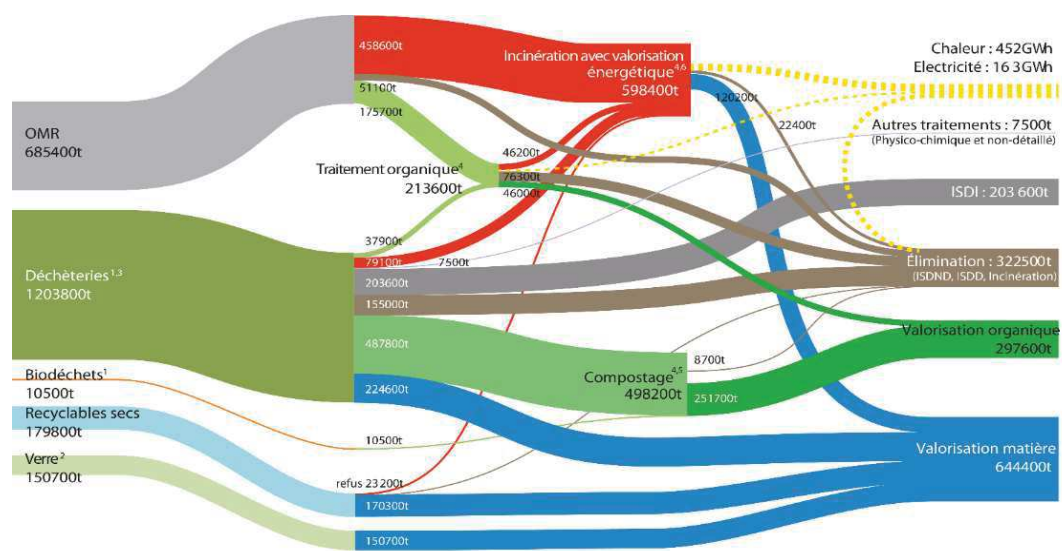 OMR
685400t
Déchèteries1,3
1203800t
Biodéchets1
10500t
Recyclables secs
179800t
Verre2
150700t
458600t
51100t
175700t
37900t
79100t
7500t
203600t
155000t
487800t
224600t
10500t
refus 23200t
170300t
150700t
Traitement organique4
213600t
46200t
76300t
46000t
Incinération avec valorisation
énergétique4,6
598400t
120200t
22400t
Compostage4,5
498200t
8700t
251700t
Chaleur : 452GWh
Electricité : 16 3GWh
Autres traitements : 7500t
(Physico-chimique et non-détaillé)
ISDI : 203 600t
Élimination : 322500t
(ISDND, ISDD, Incinération)
Valorisation organique
297600t
Valorisation matière
644400t